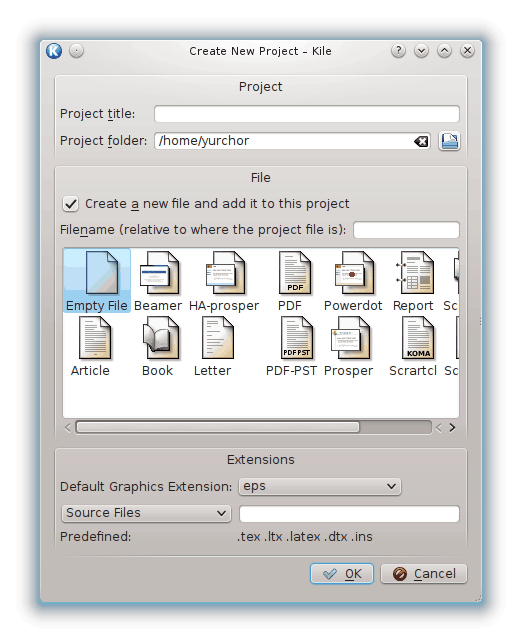 Create New Project – Kile
Project
Project title:
Project folder: /home/yurchor
File
Create a new file and add it to this project
Filename (relative to where the project file is):
PDF
Empty File Beamer HA-prosper PDF Powerdot Report Sc
PDF PST KOMA
Article Book Letter PDF-PST Prosper Scrartcl Sc
Extensions
Default Graphics Extension: eps
Source Files
Predefined: .tex .ltx .latex .dtx .ins
OK Cancel